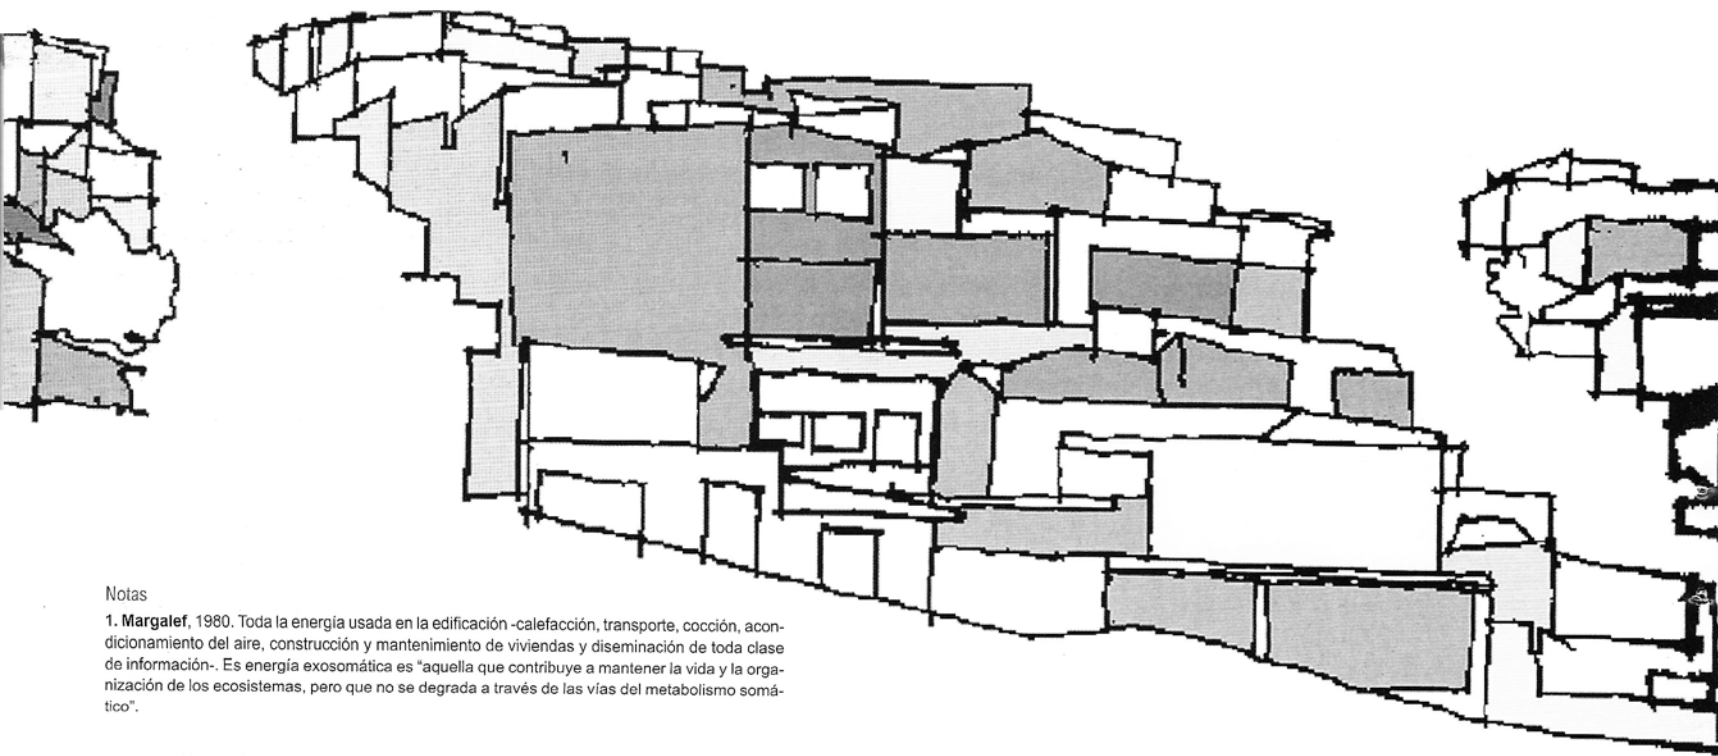 Notas
1. Margalef, 1980. Toda la energía usada en la edificación -calefacción, transporte, cocción, acon-
dicionamiento del aire, construcción y mantenimiento de viviendas y diseminación de toda clase
de información-. Es energía exosomática es “aquella que contribuye a mantener la vida y la orga-
nización de los ecosistemas, pero que no se degrada a través de las vías del metabolismo somá-
tico”.